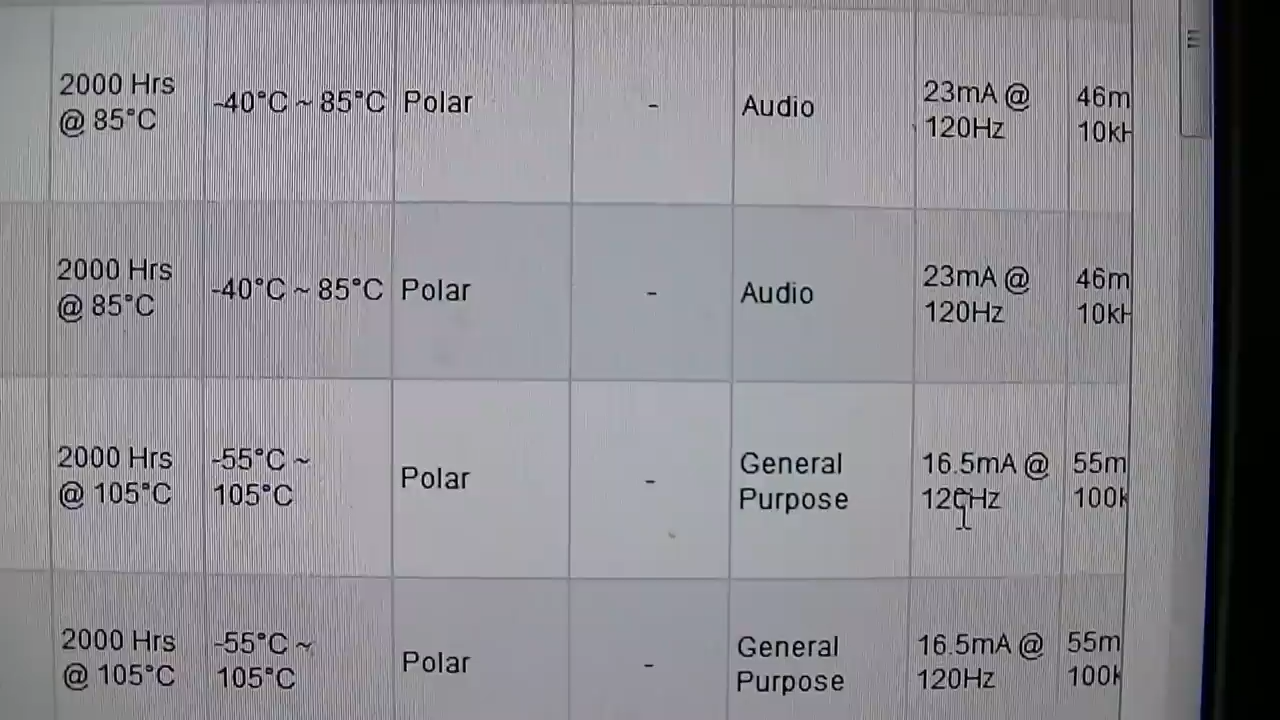 2000 Hrs
@ 85°C
-40°C ~ 85°C
Polar
-
Audio
23mA @
120Hz
46m
10kH
2000 Hrs
@ 85°C
-40°C ~ 85°C
Polar
-
Audio
23mA @
120Hz
46m
10kH
2000 Hrs
@ 105°C
-55°C ~
105°C
Polar
-
General
Purpose
16.5mA @
120Hz
55m
100k
2000 Hrs
@ 105°C
-55°C ~
105°C
Polar
-
General
Purpose
16.5mA @
120Hz
55m
100k